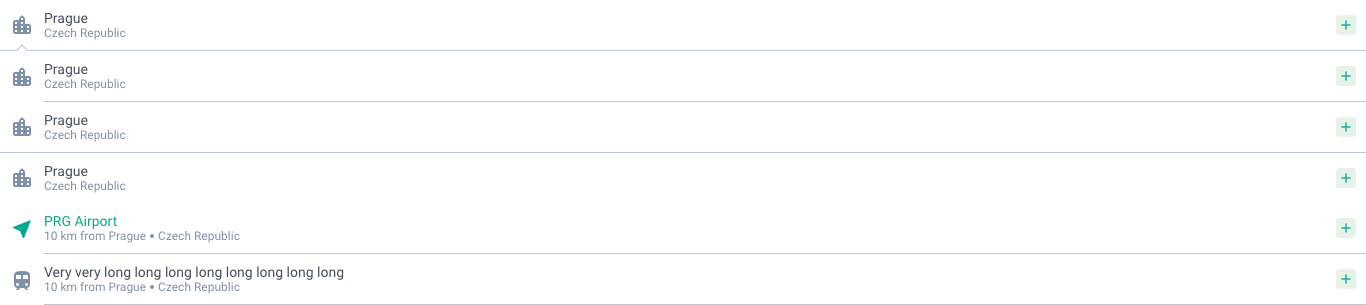 Prague
Czech Republic
Prague
Czech Republic
Prague
Czech Republic
Prague
Czech Republic
PRG Airport
10 km from Prague • Czech Republic
Very very long long long long long long long long
10 km from Prague • Czech Republic